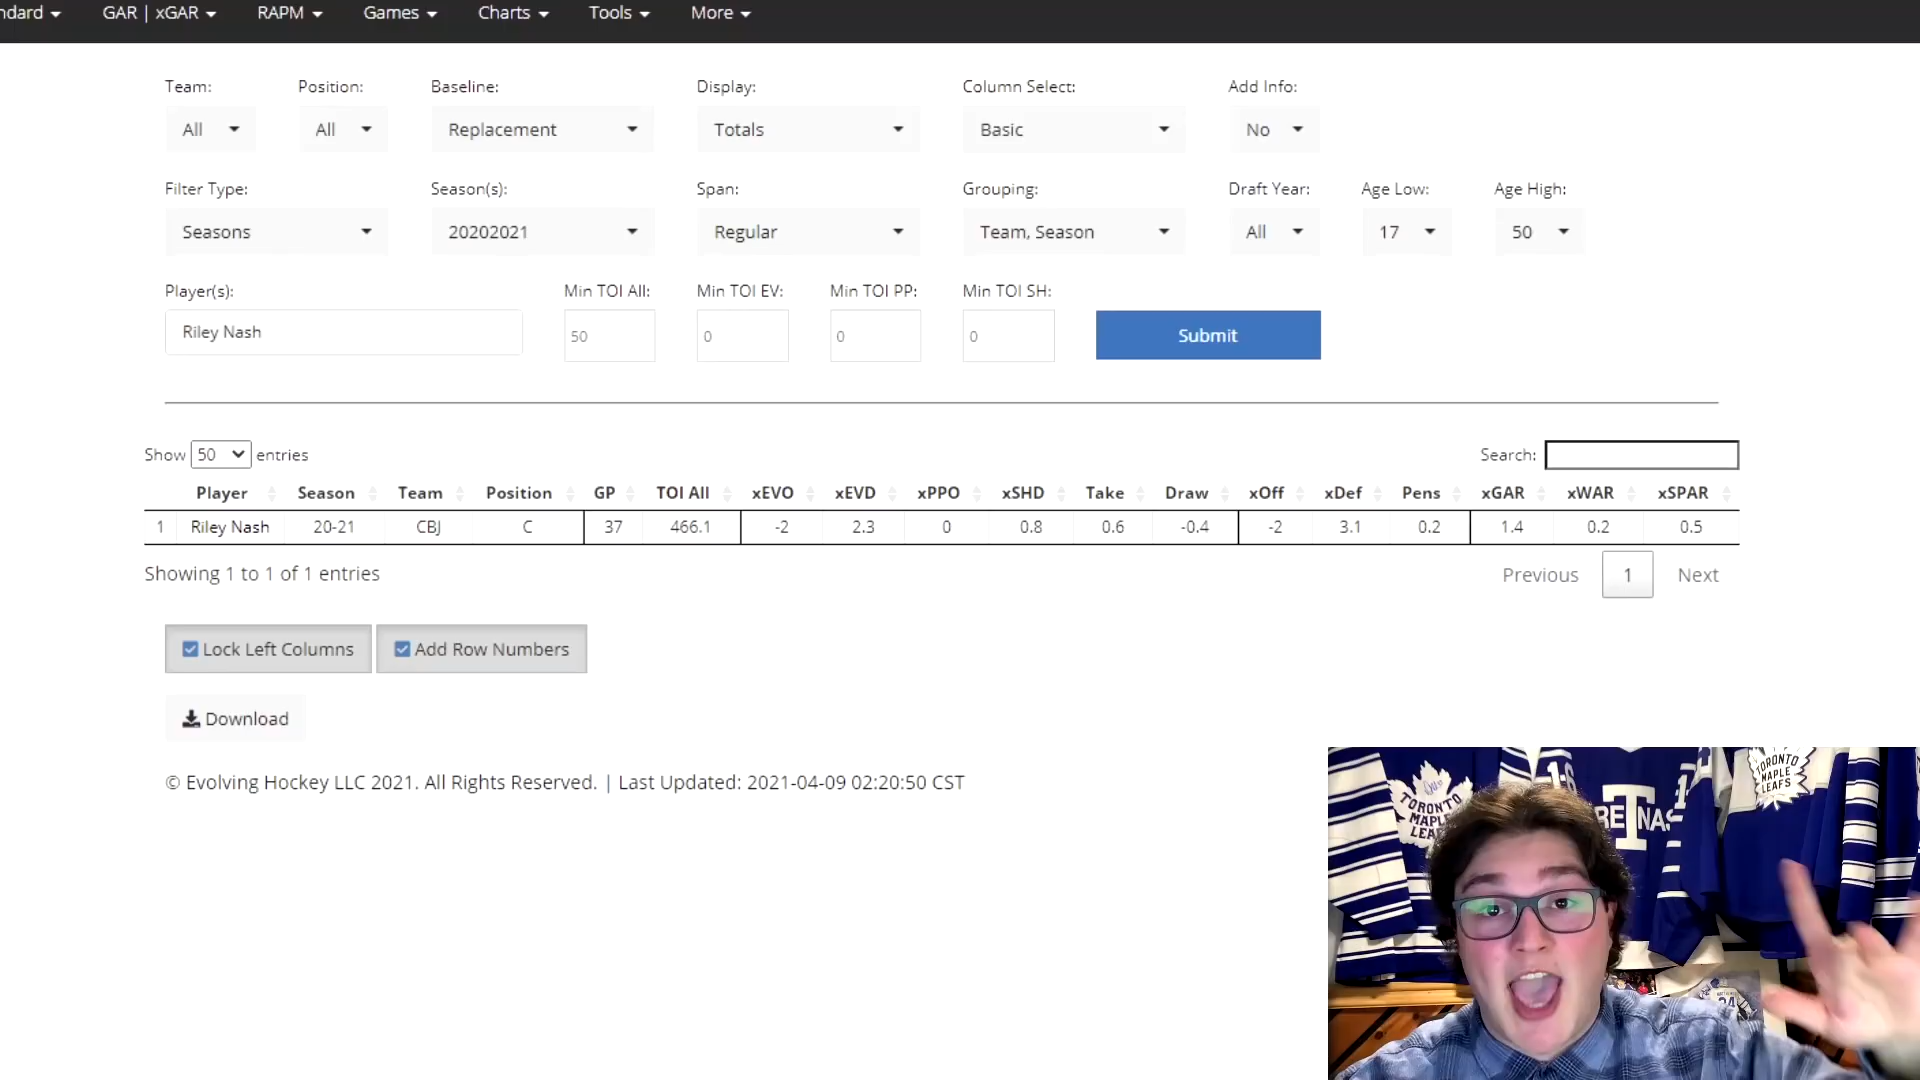 ndard GAR | xGAR RAPM Games Charts Tools More
Team: Position: Baseline: Display: Column Select: Add Info:
All All Replacement Totals Basic No
Filter Type: Season(s): Span: Grouping: Draft Year: Age Low: Age High:
Seasons 20202021 Regular Team, Season All 17 50
Player(s): Min TOI All: Min TOI EV: Min TOI PP: Min TOI SH:
Riley Nash 50 0 0 0 Submit
Show 50 entries Search:
Player Season Team Position GP TOI All xEVO xEVD xPPO xSHD Take Draw xOff xDef Pens xGAR xWAR xSPAR
1 Riley Nash 20-21 CBJ C 37 466.1 -2 2.3 0 0.8 0.6 -0.4 -2 3.1 0.2 1.4 0.2 0.5
Showing 1 to 1 of 1 entries Previous 1 Next
Lock Left Columns Add Row Numbers
Download
© Evolving Hockey LLC 2021. All Rights Reserved. | Last Updated: 2021-04-09 02:20:50 CST
TORONTO
MAPLE
LEAFS
TORONTO
MAPL
LEA
16
T